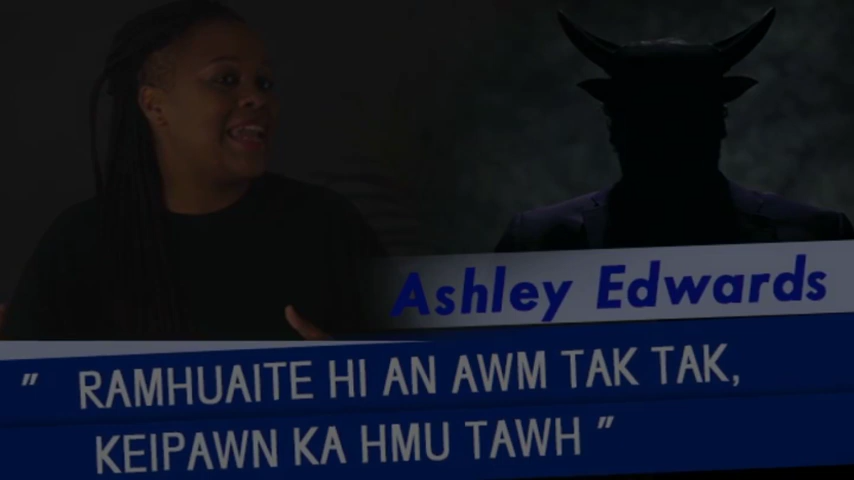 Ashley Edwards
" RAMHUAITE HI AN AWM TAK TAK,
KEIPAWN KA HMU TAWH "